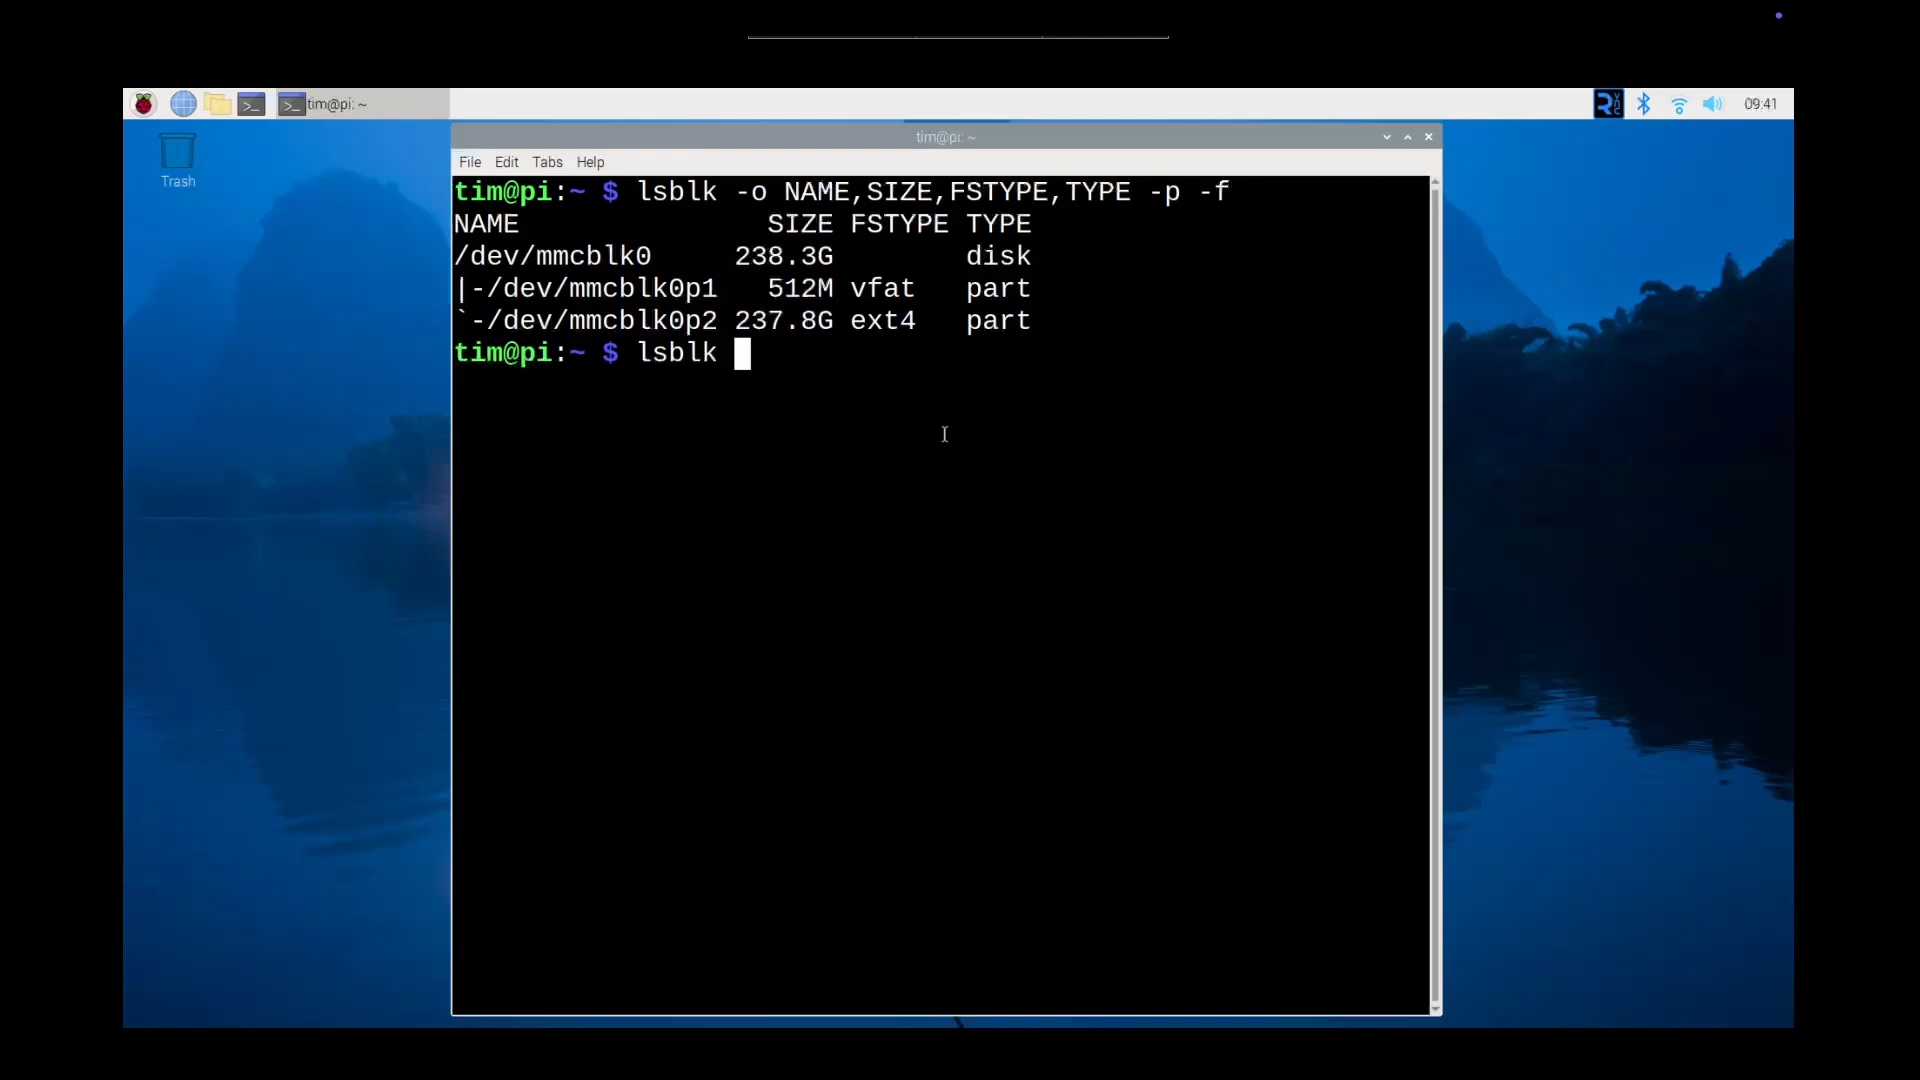 tim@pi: ~
09:41
Trash
tim@pi: ~
File Edit Tabs Help
tim@pi:~ $ lsblk -o NAME,SIZE,FSTYPE,TYPE -p -f
NAME               SIZE FSTYPE TYPE
/dev/mmcblk0     238.3G        disk
|-/dev/mmcblk0p1   512M vfat   part
`-/dev/mmcblk0p2 237.8G ext4   part
tim@pi:~ $ lsblk